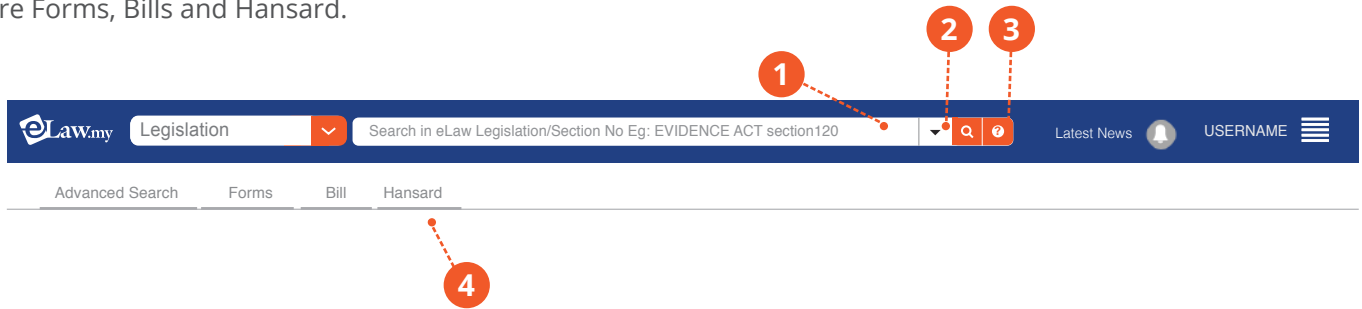 re Forms, Bills and Hansard.
2 3
1
eLaw.my Legislation Search in eLaw Legislation/Section No Eg: EVIDENCE ACT section120 ? Latest News USERNAME
Advanced Search Forms Bill Hansard
4